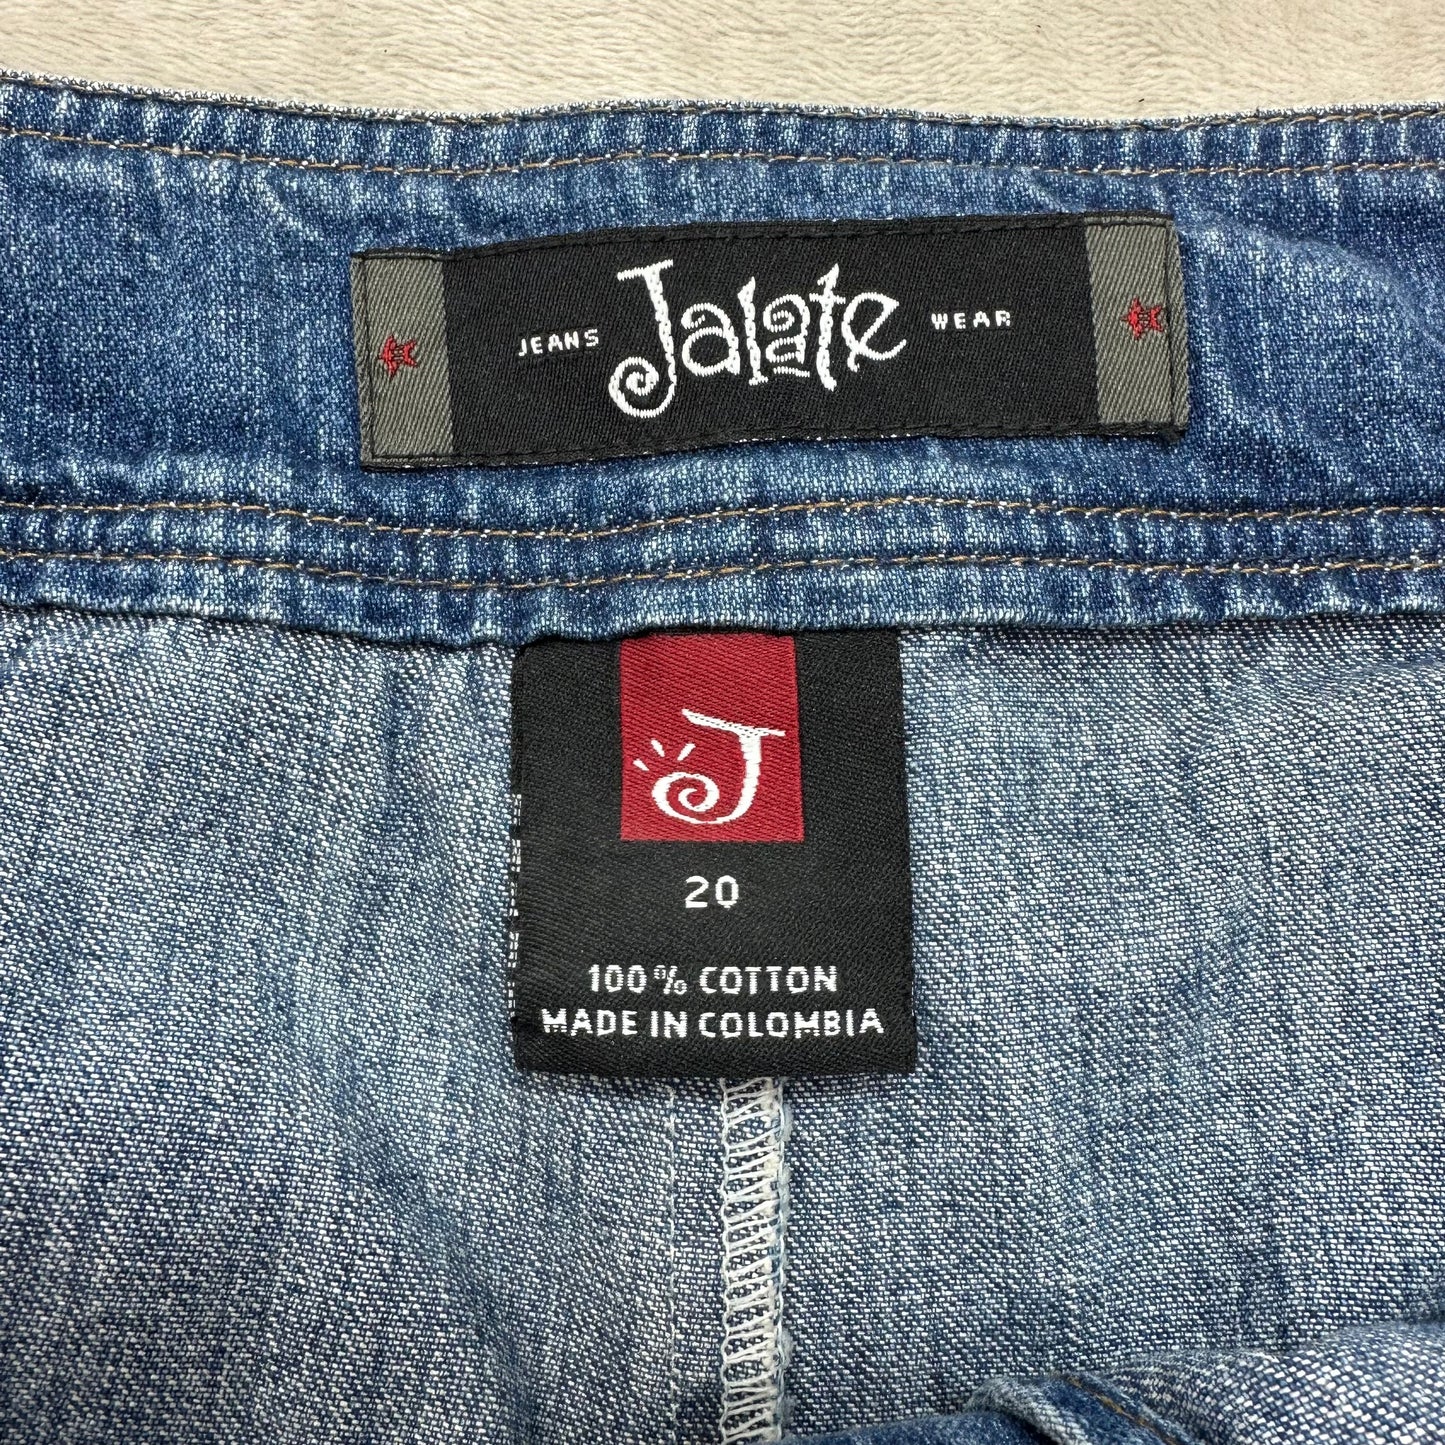 JEANS Jalate WEAR
J
20
100% COTTON
MADE IN COLOMBIA